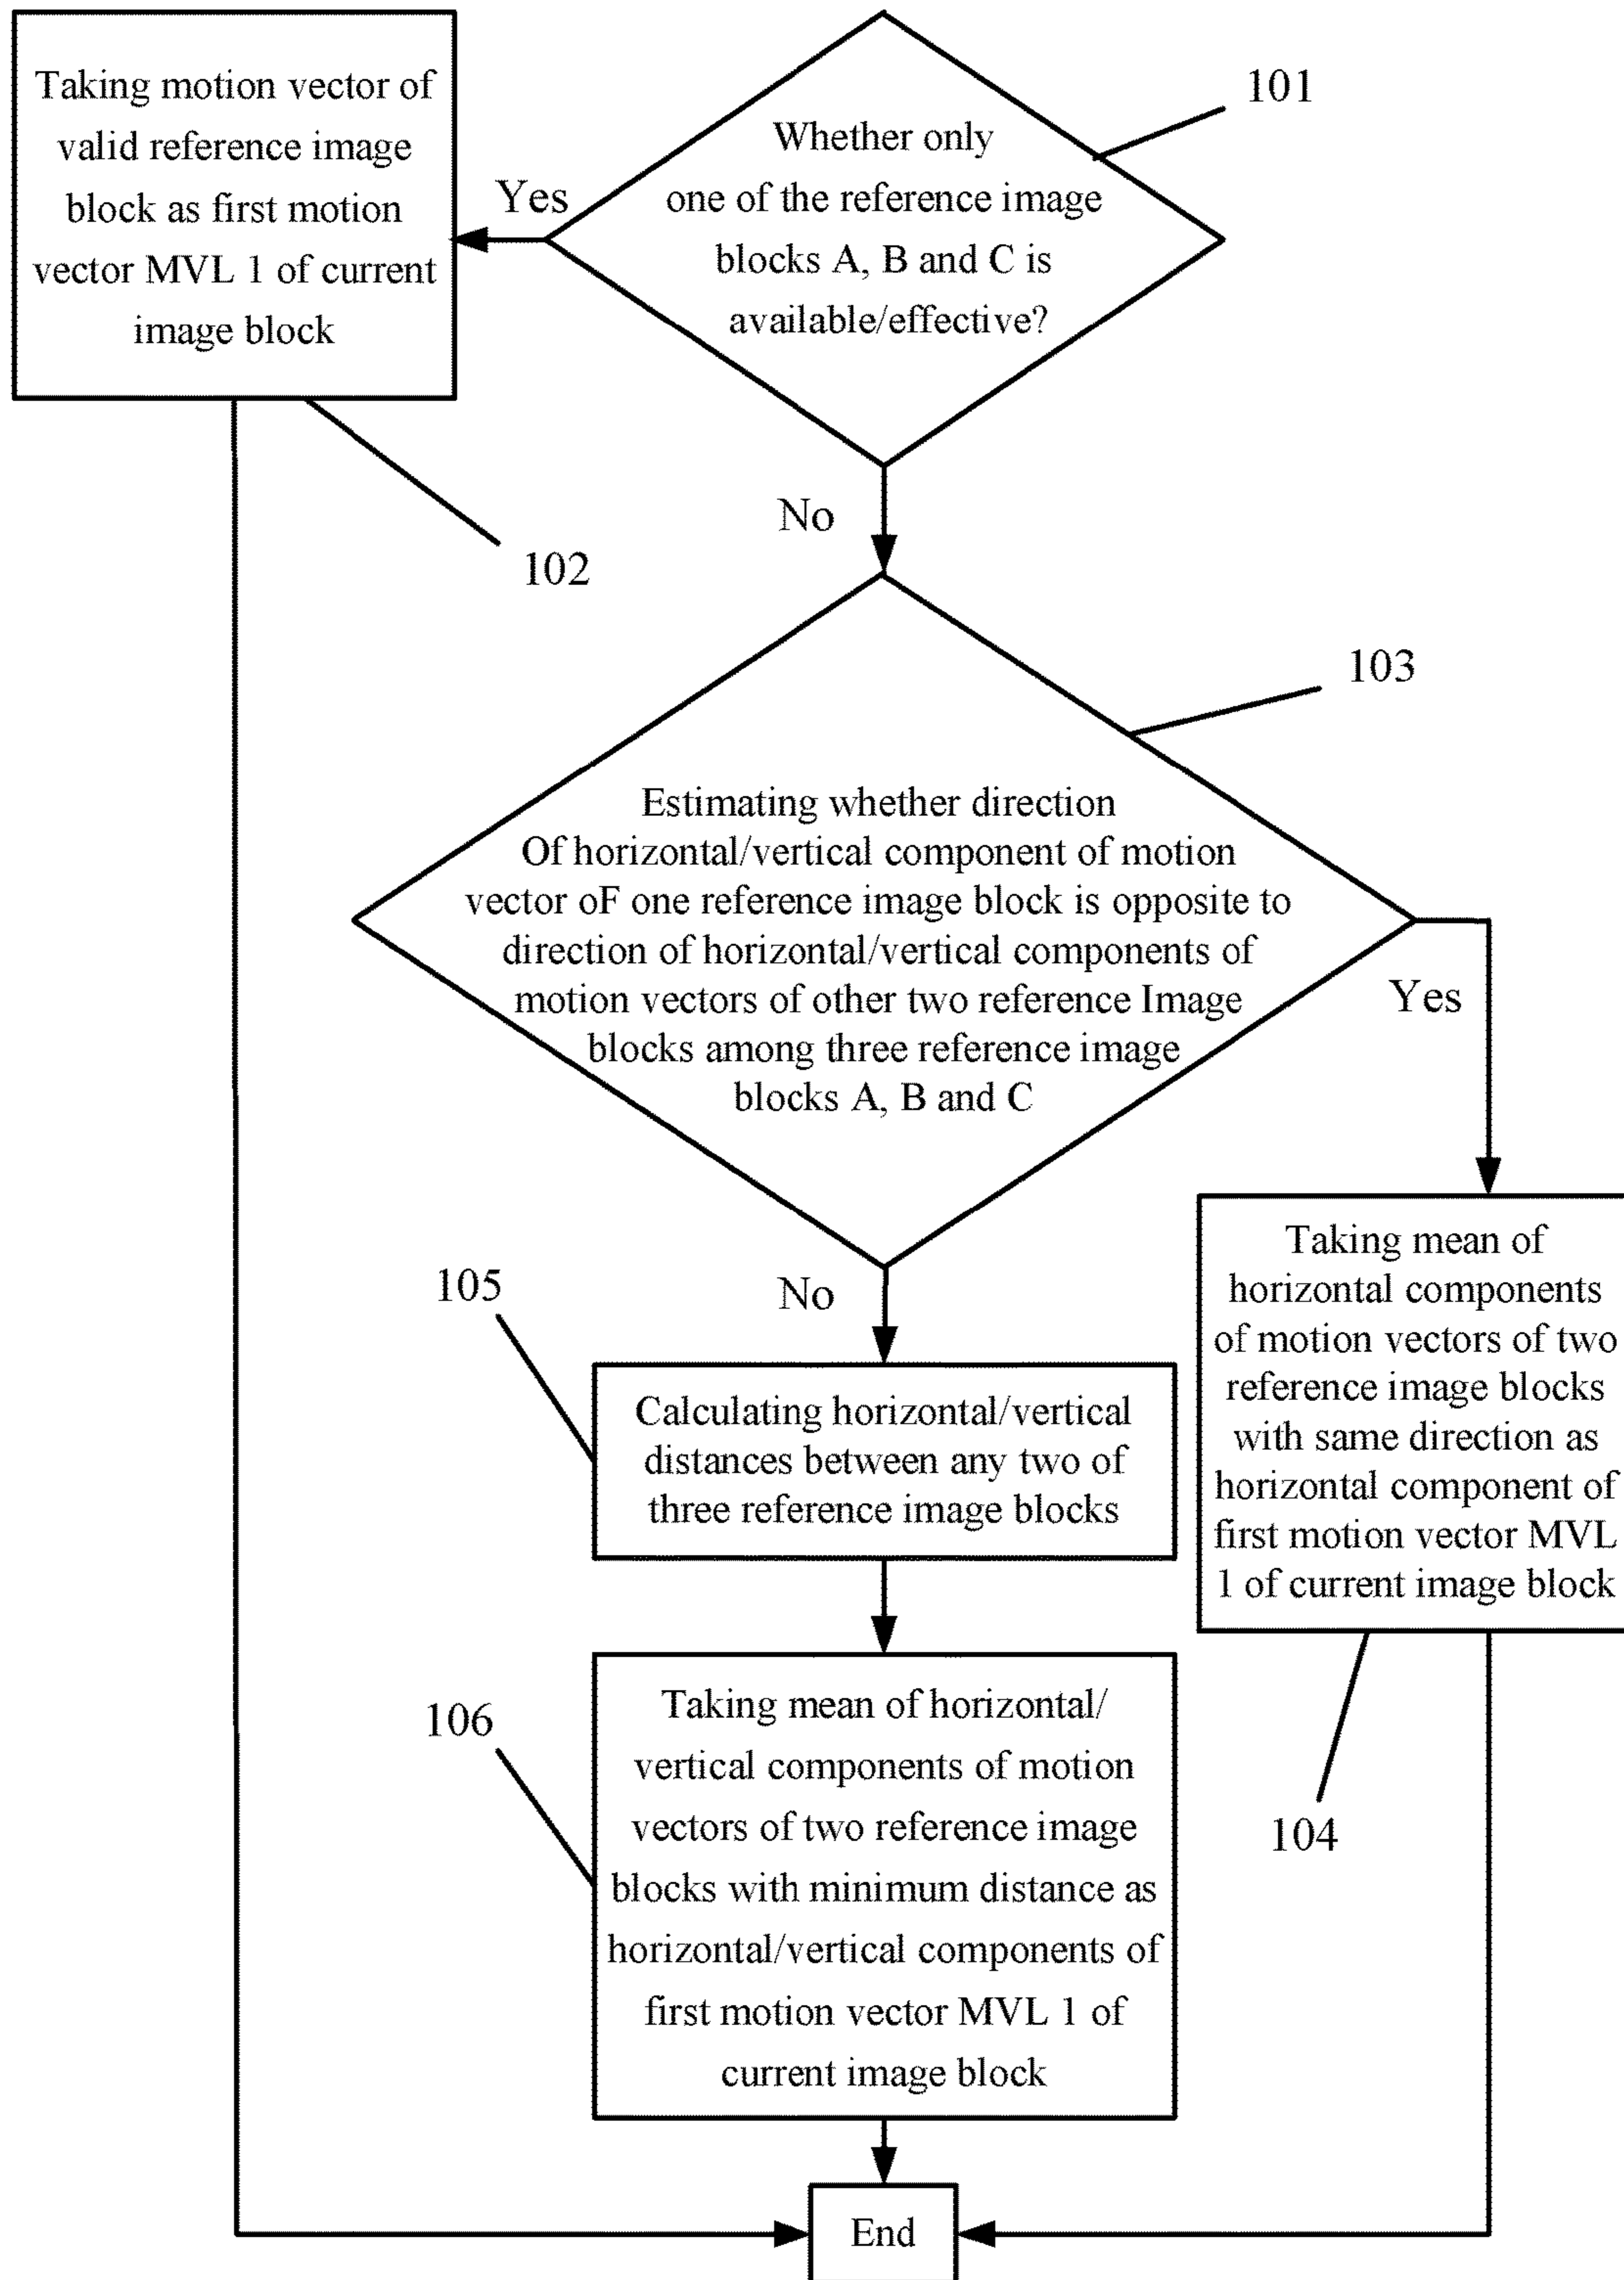 Taking motion vector of
valid reference image
block as first motion
vector MVL 1 of current
image block
Yes
Whether only
one of the reference image
blocks A, B and C is
available/effective?
101
102
No
103
Estimating whether direction
Of horizontal/vertical component of motion
vector oF one reference image block is opposite to
direction of horizontal/vertical components of
motion vectors of other two reference Image
blocks among three reference image
blocks A, B and C
Yes
No
105
Calculating horizontal/vertical
distances between any two of
three reference image blocks
Taking mean of
horizontal components
of motion vectors of two
reference image blocks
with same direction as
horizontal component of
first motion vector MVL
1 of current image block
104
106
Taking mean of horizontal/
vertical components of motion
vectors of two reference image
blocks with minimum distance as
horizontal/vertical components of
first motion vector MVL 1 of
current image block
End